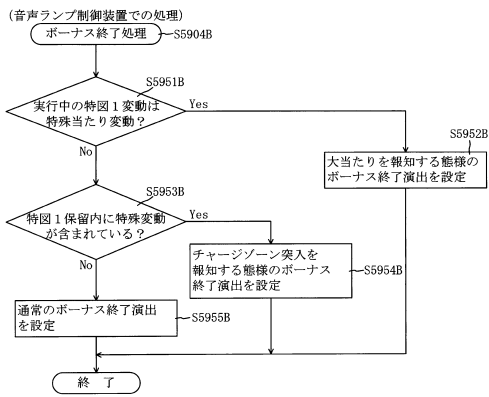 (音声ランプ制御装置での処理)
ボーナス終了処理
S5904B
S5951B
実行中の特図1変動は
特殊当たり変動?
Yes
No
S5952B
大当たりを報知する態様の
ボーナス終了演出を設定
S5953B
特図1保留内に特殊変動
が含まれている?
Yes
No
チャージゾーン突入を
報知する態様のボーナス
終了演出を設定
S5954B
通常のボーナス終了演出
を設定
S5955B
終 了